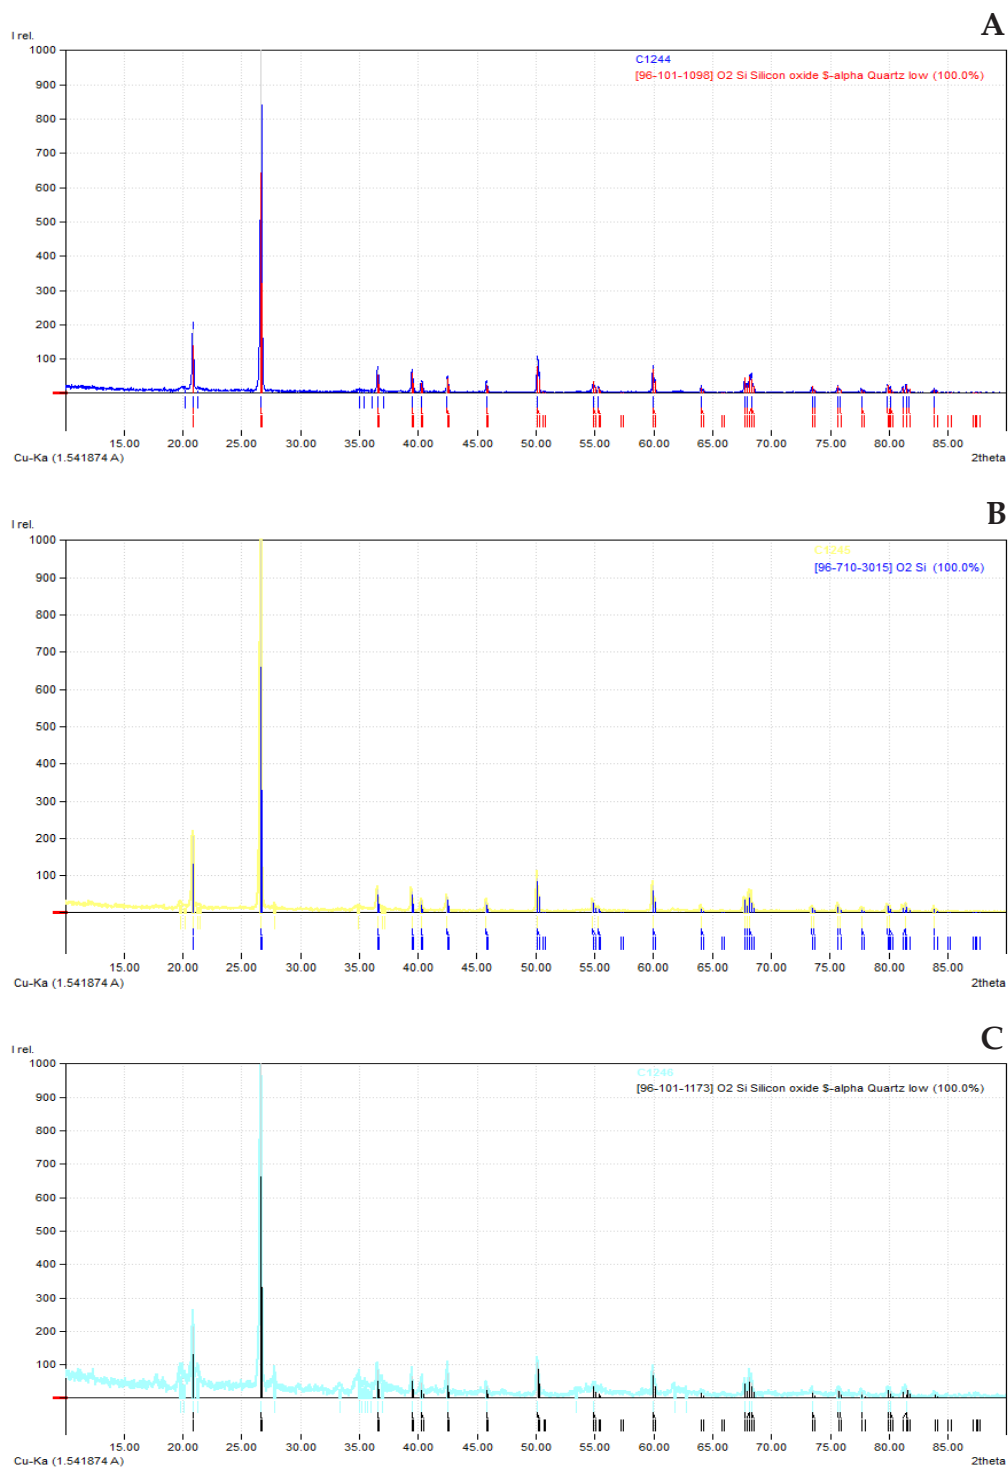 A
I rel.
1000
C1244
[96-101-1098] O2 Si Silicon oxide $-alpha Quartz low (100.0%)
900
800
700
600
500
400
300
200
100
15.00 20.00 25.00 30.00 35.00 40.00 45.00 50.00 55.00 60.00 65.00 70.00 75.00 80.00 85.00
Cu-Ka (1.541874 A) 2theta
B
I rel.
1000
C1245
[96-710-3015] O2 Si (100.0%)
900
800
700
600
500
400
300
200
100
15.00 20.00 25.00 30.00 35.00 40.00 45.00 50.00 55.00 60.00 65.00 70.00 75.00 80.00 85.00
Cu-Ka (1.541874 A) 2theta
C
I rel.
1000
C1246
[96-101-1173] O2 Si Silicon oxide $-alpha Quartz low (100.0%)
900
800
700
600
500
400
300
200
100
15.00 20.00 25.00 30.00 35.00 40.00 45.00 50.00 55.00 60.00 65.00 70.00 75.00 80.00 85.00
Cu-Ka (1.541874 A) 2theta